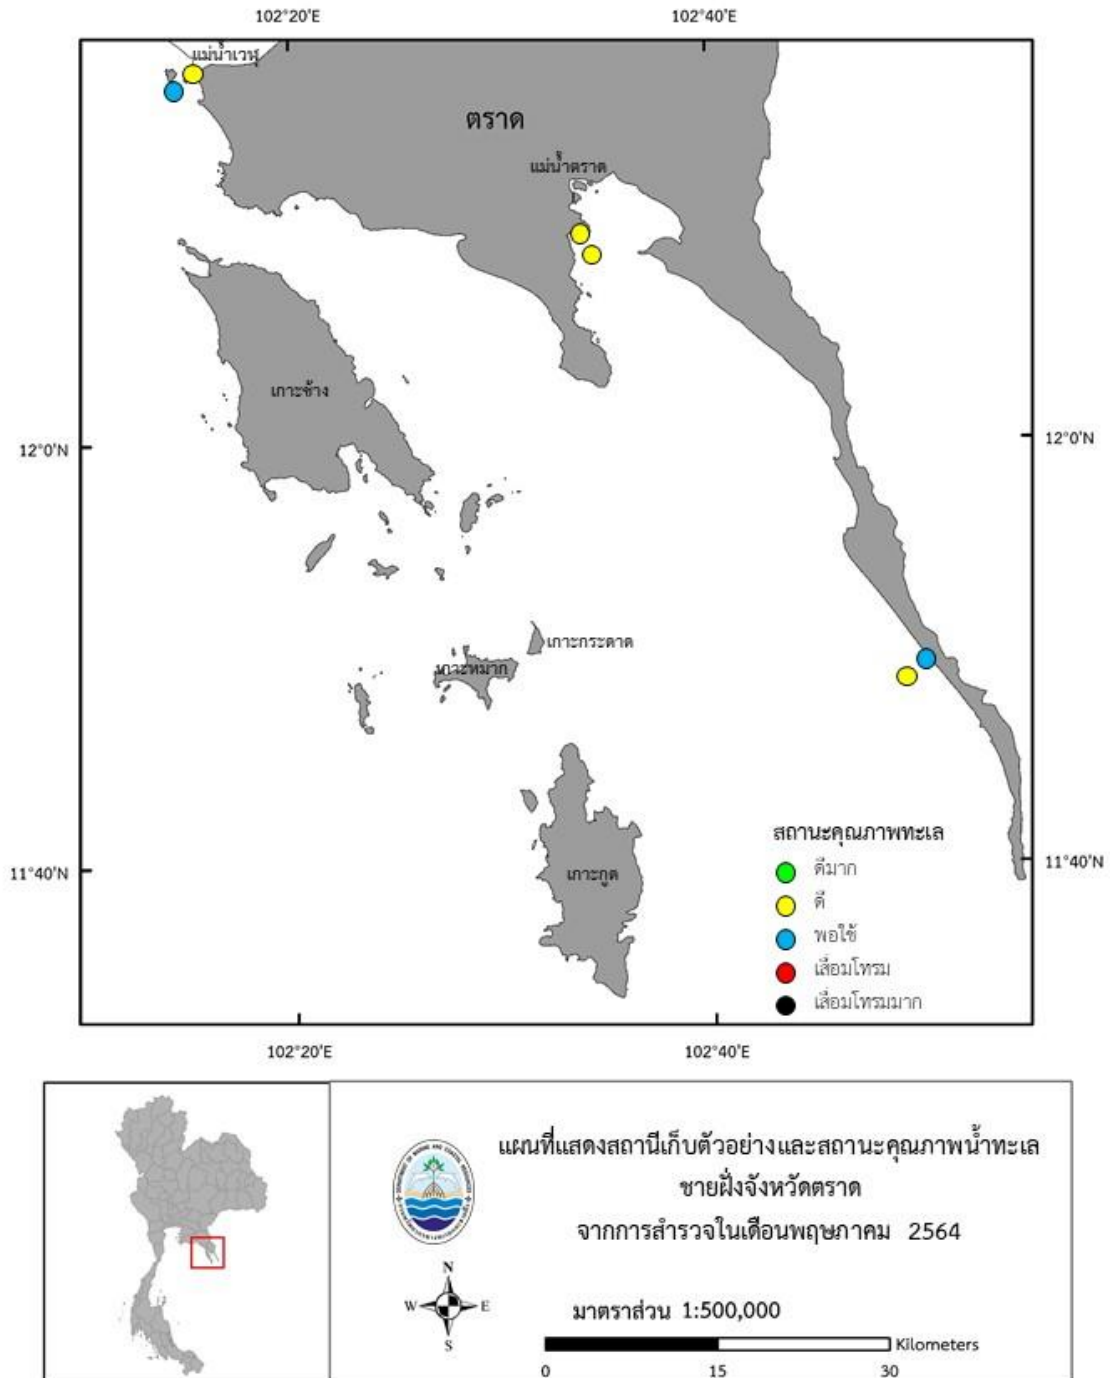 102°20'E 102°40'E
แม่น้ำเวฬุ
ตราด
แม่น้ำตราด
เกาะช้าง
12°0'N 12°0'N
เกาะกระดาด
เกาะหมาก
สถานะคุณภาพทะเล
ดีมาก
ดี
พอใช้
เสื่อมโทรม
เสื่อมโทรมมาก
11°40'N 11°40'N
เกาะกูด
102°20'E 102°40'E
แผนที่แสดงสถานีเก็บตัวอย่างและสถานะคุณภาพน้ำทะเล
ชายฝั่งจังหวัดตราด
จากการสำรวจในเดือนพฤษภาคม 2564
N
W E
S
มาตราส่วน 1:500,000
Kilometers
0 15 30
DEPARTMENT OF MARINE AND COASTAL RESOURCES